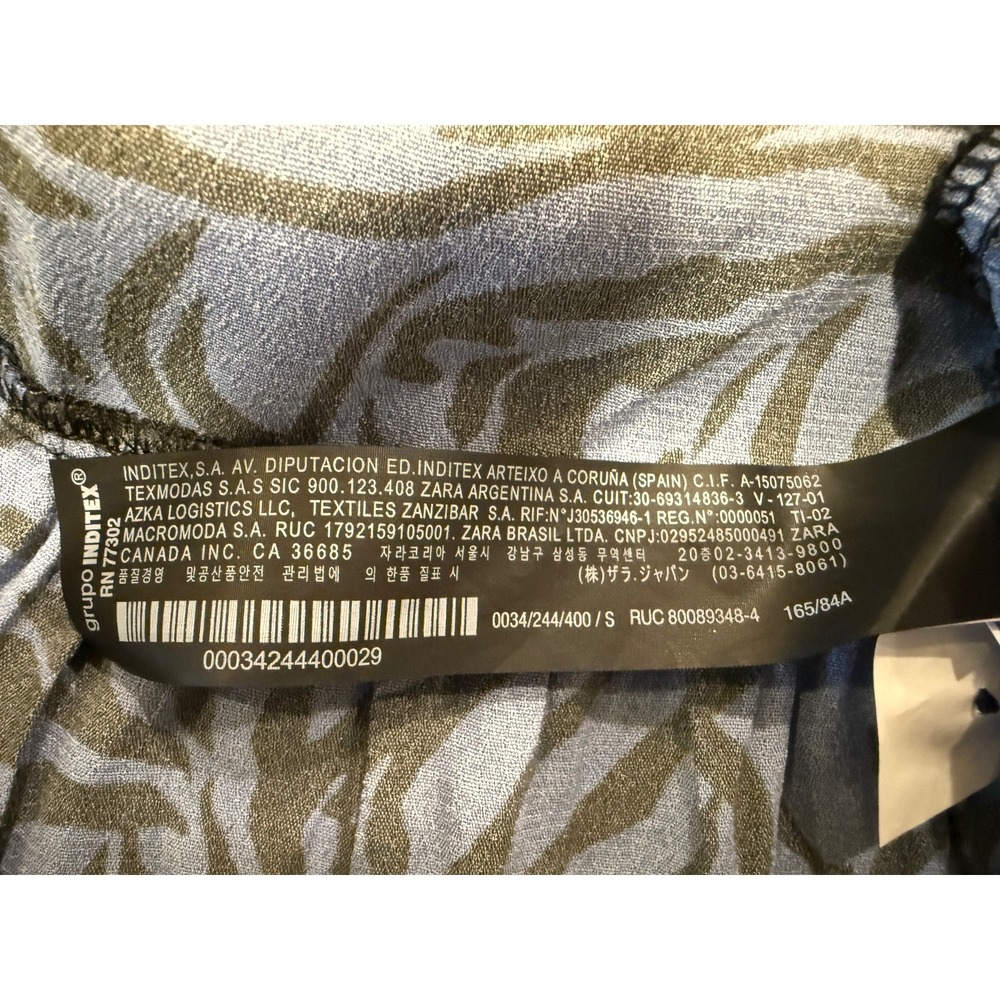 grupo INDITEX®
RN 77302
INDITEX,S.A. AV. DIPUTACION ED.INDITEX ARTEIXO A CORUÑA (SPAIN) C.I.F. A-15075062
TEXMODAS S.A.S SIC 900.123.408 ZARA ARGENTINA S.A. CUIT:30-69314836-3 V -127-01
AZKA LOGISTICS LLC, TEXTILES ZANZIBAR S.A. RIF:N°J30536946-1 REG.N°:0000051 TI-02
MACROMODA S.A. RUC 1792159105001. ZARA BRASIL LTDA. CNPJ:02952485000491 ZARA
CANADA INC. CA 36685 자라코리아 서울시 강남구 삼성동 무역센터 20층02-3413-9800
품질경영 및공산품안전 관리법에 의 한품 질표 시 (株)ザラ.ジャパン (03-6415-8061)
0034/244/400 / S RUC 80089348-4 165/84A
00034244400029